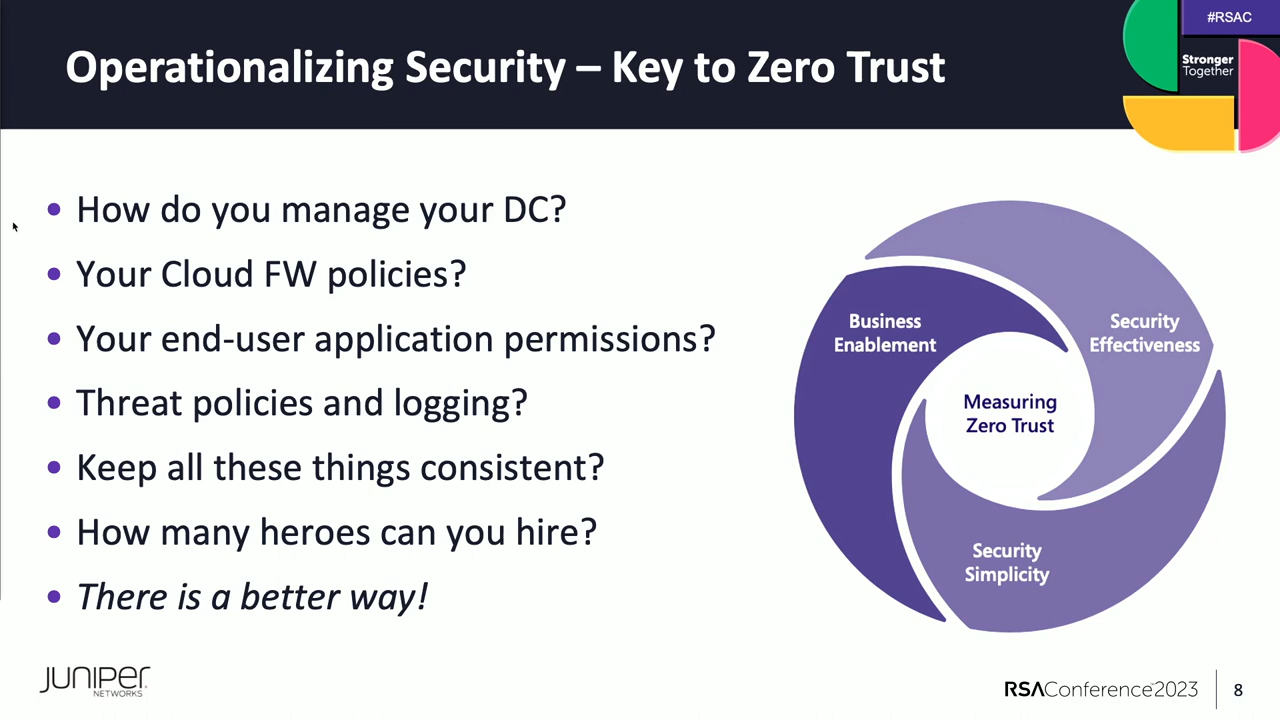 #RSAC
Operationalizing Security – Key to Zero Trust
Stronger
Together
• How do you manage your DC?
• Your Cloud FW policies?
• Your end-user application permissions?
• Threat policies and logging?
• Keep all these things consistent?
• How many heroes can you hire?
• There is a better way!
Business
Enablement
Security
Effectiveness
Measuring
Zero Trust
Security
Simplicity
JUNIPER
NETWORKS
RSAConference™2023
8